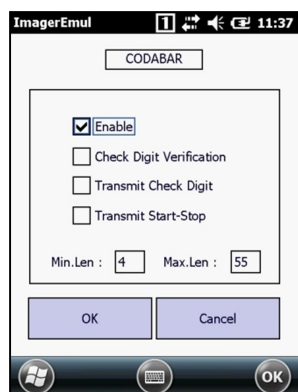 ImagerEmul 1 11:37
CODABAR
Enable
Check Digit Verification
Transmit Check Digit
Transmit Start-Stop
Min.Len : 4 Max.Len : 55
OK Cancel
OK